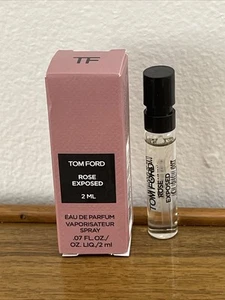 TF
TOM FORD
ROSE
EXPOSED
2 ML
EAU DE PARFUM
VAPORISATEUR
SPRAY
.07 FL.OZ./
OZ. LiQ./2 ml
TOM FORD
ROSE
EXPOSED